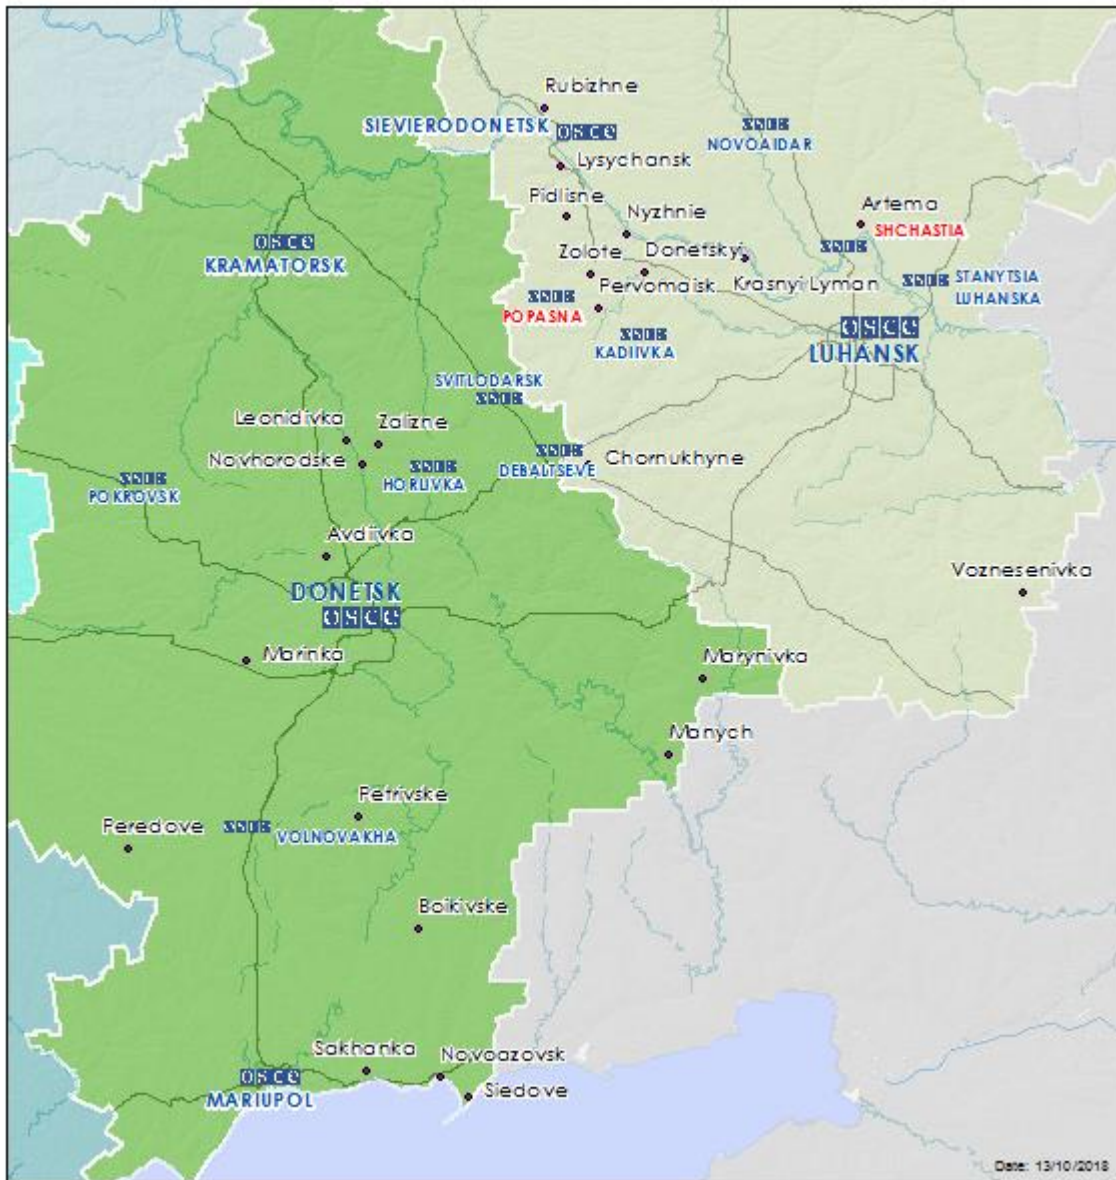 Rubizhne
SIEVIERODONETSK
osce
NOVOAIDAR
Lysychansk
Pidlisne
Nyzhnie
Artema
SHCHASTIA
osce
KRAMATORSK
Zolote
Donetskyi
Pervomaisk
Krasnyi Lyman
STANYTSIA
LUHANSKA
POPASNA
KADIIVKA
osce
LUHANSK
SVITLODARSK
Leonidivka
Zalizne
Novhorodske
HORLIVKA
DEBALTSEVE
Chornukhyne
POKROVSK
Avdiivka
Voznesenivka
DONETSK
osce
Marinka
Marynivka
Manych
Petrivske
Peredove
VOLNOVAKHA
Boikivske
Sakhanka
Novoazovsk
osce
MARIUPOL
Siedove
Date: 13/10/2018